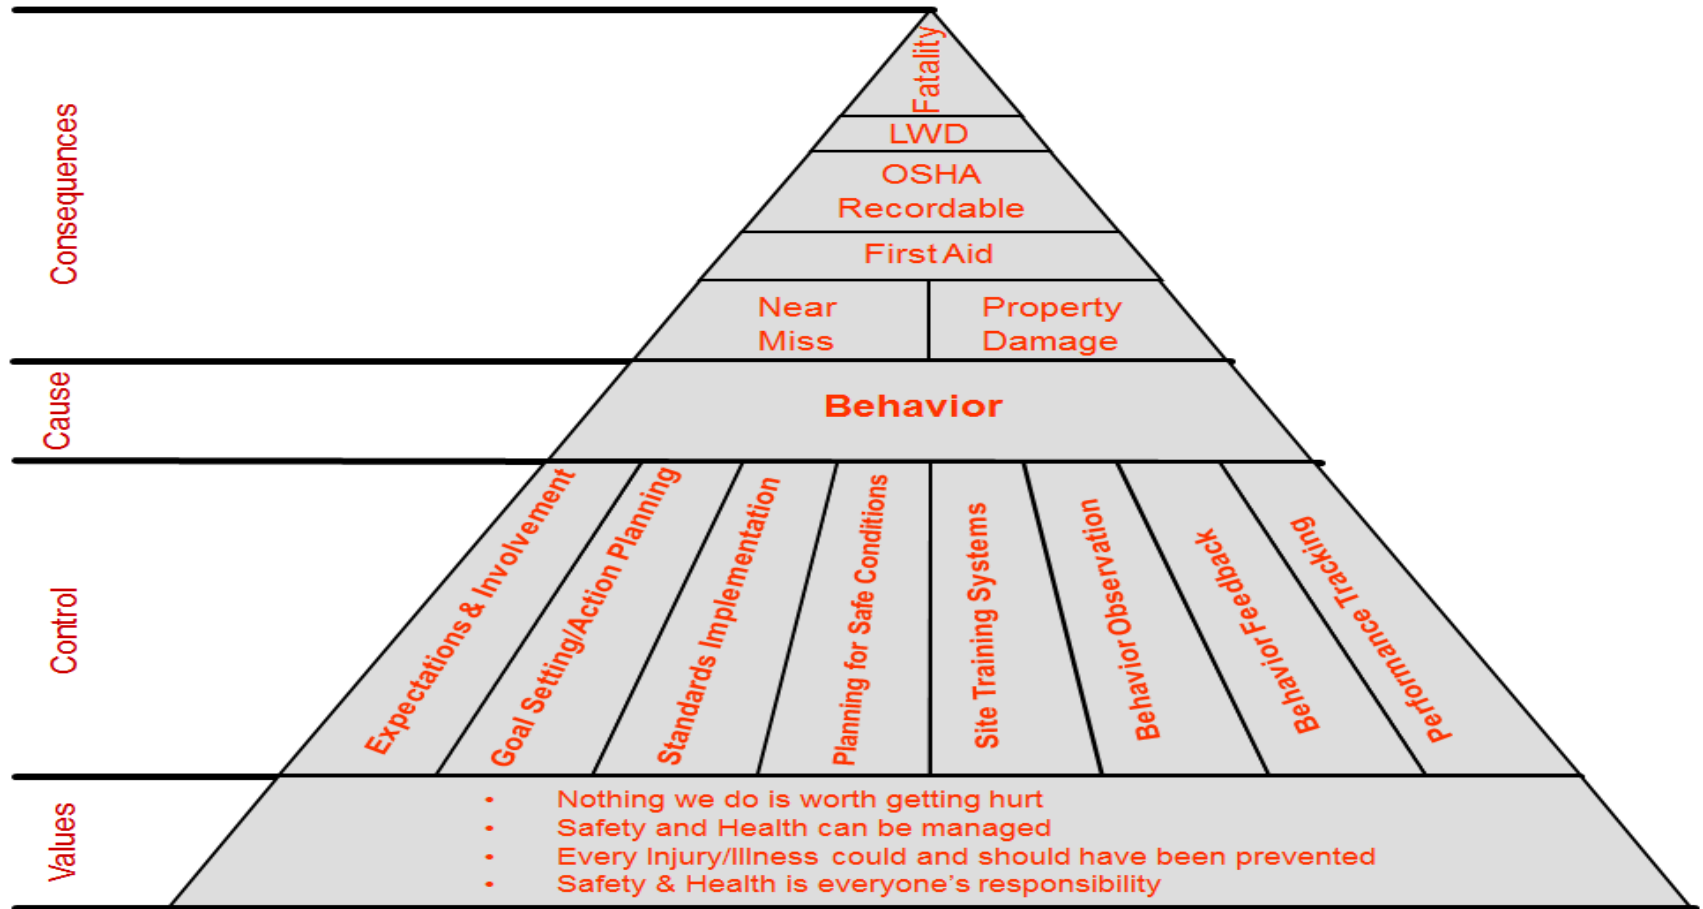 Consequences
Fatality
LWD
OSHA
Recordable
First Aid
Near
Miss
Property
Damage
Cause
Behavior
Control
Expectations & Involvement
Goal Setting/Action Planning
Standards Implementation
Planning for Safe Conditions
Site Training Systems
Behavior Observation
Behavior Feedback
Performance Tracking
Values
• Nothing we do is worth getting hurt
• Safety and Health can be managed
• Every Injury/Illness could and should have been prevented
• Safety & Health is everyone’s responsibility